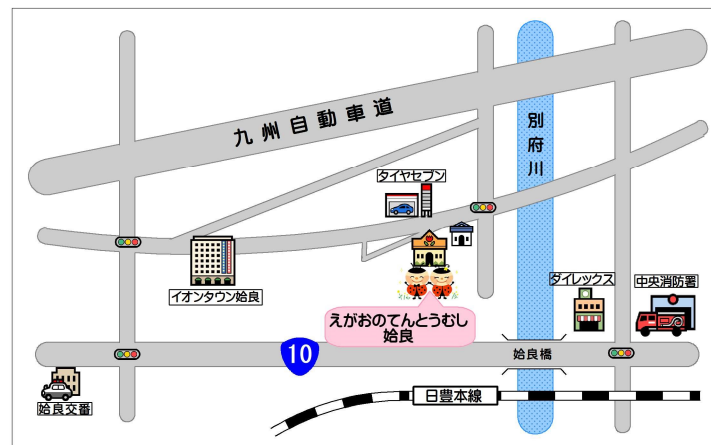 九州自動車道
別府川
タイヤセブン
イオンタウン姶良
ダイレックス
中央消防署
えがおのてんとうむし
姶良
10
姶良橋
姶良交番
日豊本線